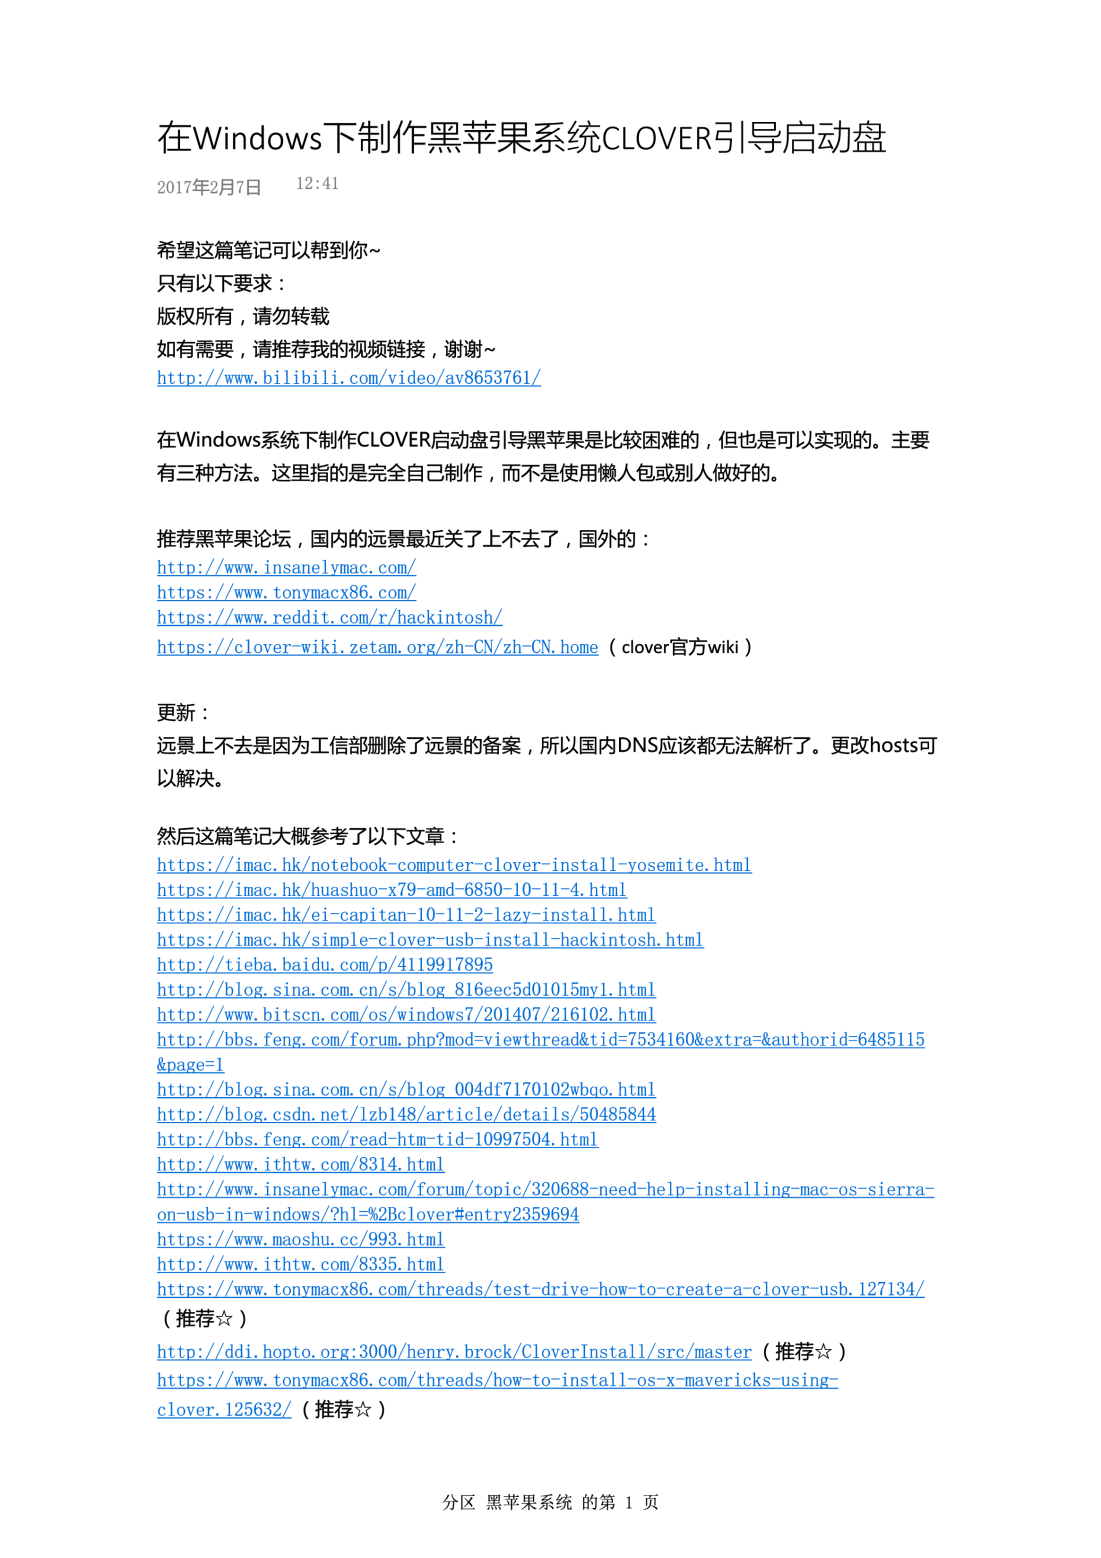 在Windows下制作黑苹果系统CLOVER引导启动盘
2017年2月7日 12:41
希望这篇笔记可以帮到你~
只有以下要求：
版权所有，请勿转载
如有需要，请推荐我的视频链接，谢谢~
http://www.bilibili.com/video/av8653761/
在Windows系统下制作CLOVER启动盘引导黑苹果是比较困难的，但也是可以实现的。主要
有三种方法。这里指的是完全自己制作，而不是使用懒人包或别人做好的。
推荐黑苹果论坛，国内的远景最近关了上不去了，国外的：
http://www.insanelymac.com/
https://www.tonymacx86.com/
https://www.reddit.com/r/hackintosh/
https://clover-wiki.zetam.org/zh-CN/zh-CN.home（clover官方wiki）
更新：
远景上不去是因为工信部删除了远景的备案，所以国内DNS应该都无法解析了。更改hosts可
以解决。
然后这篇笔记大概参考了以下文章：
https://imac.hk/notebook-computer-clover-install-yosemite.html
https://imac.hk/huashuo-x79-amd-6850-10-11-4.html
https://imac.hk/ei-capitan-10-11-2-lazy-install.html
https://imac.hk/simple-clover-usb-install-hackintosh.html
http://tieba.baidu.com/p/4119917895
http://blog.sina.com.cn/s/blog_816eec5d01015my1.html
http://www.bitscn.com/os/windows7/201407/216102.html
http://bbs.feng.com/forum.php?mod=viewthread&tid=7534160&extra=&authorid=6485115
&page=1
http://blog.sina.com.cn/s/blog_004df7170102wbqo.html
http://blog.csdn.net/lzb148/article/details/50485844
http://bbs.feng.com/read-htm-tid-10997504.html
http://www.ithtw.com/8314.html
http://www.insanelymac.com/forum/topic/320688-need-help-installing-mac-os-sierra-
on-usb-in-windows/?hl=%2Bclover#entry2359694
https://www.maoshu.cc/993.html
http://www.ithtw.com/8335.html
https://www.tonymacx86.com/threads/test-drive-how-to-create-a-clover-usb.127134/
（推荐☆）
http://ddi.hopto.org:3000/henry.brock/CloverInstall/src/master（推荐☆）
https://www.tonymacx86.com/threads/how-to-install-os-x-mavericks-using-
clover.125632/（推荐☆）
分区 黑苹果系统 的第 1 页